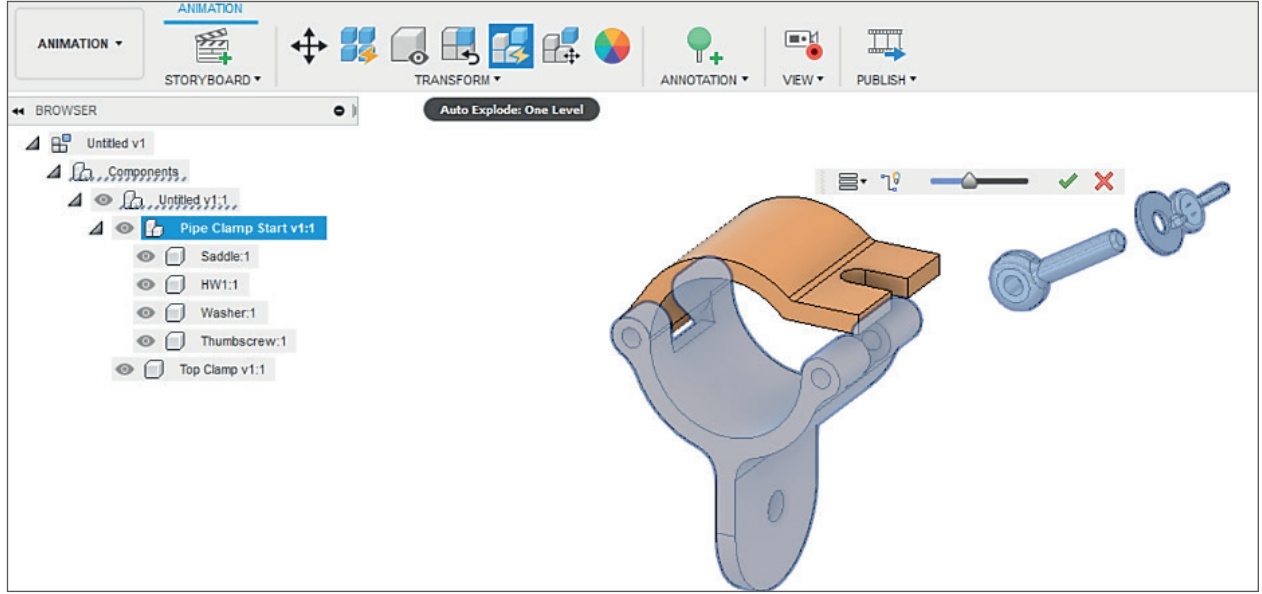 ANIMATION
ANIMATION ▾
STORYBOARD ▾
TRANSFORM ▾
ANNOTATION ▾
VIEW ▾
PUBLISH ▾
BROWSER
Auto Explode: One Level
Untitled v1
Components
Untitled v1:1
Pipe Clamp Start v1:1
Saddle:1
HW1:1
Washer:1
Thumbscrew:1
Top Clamp v1:1